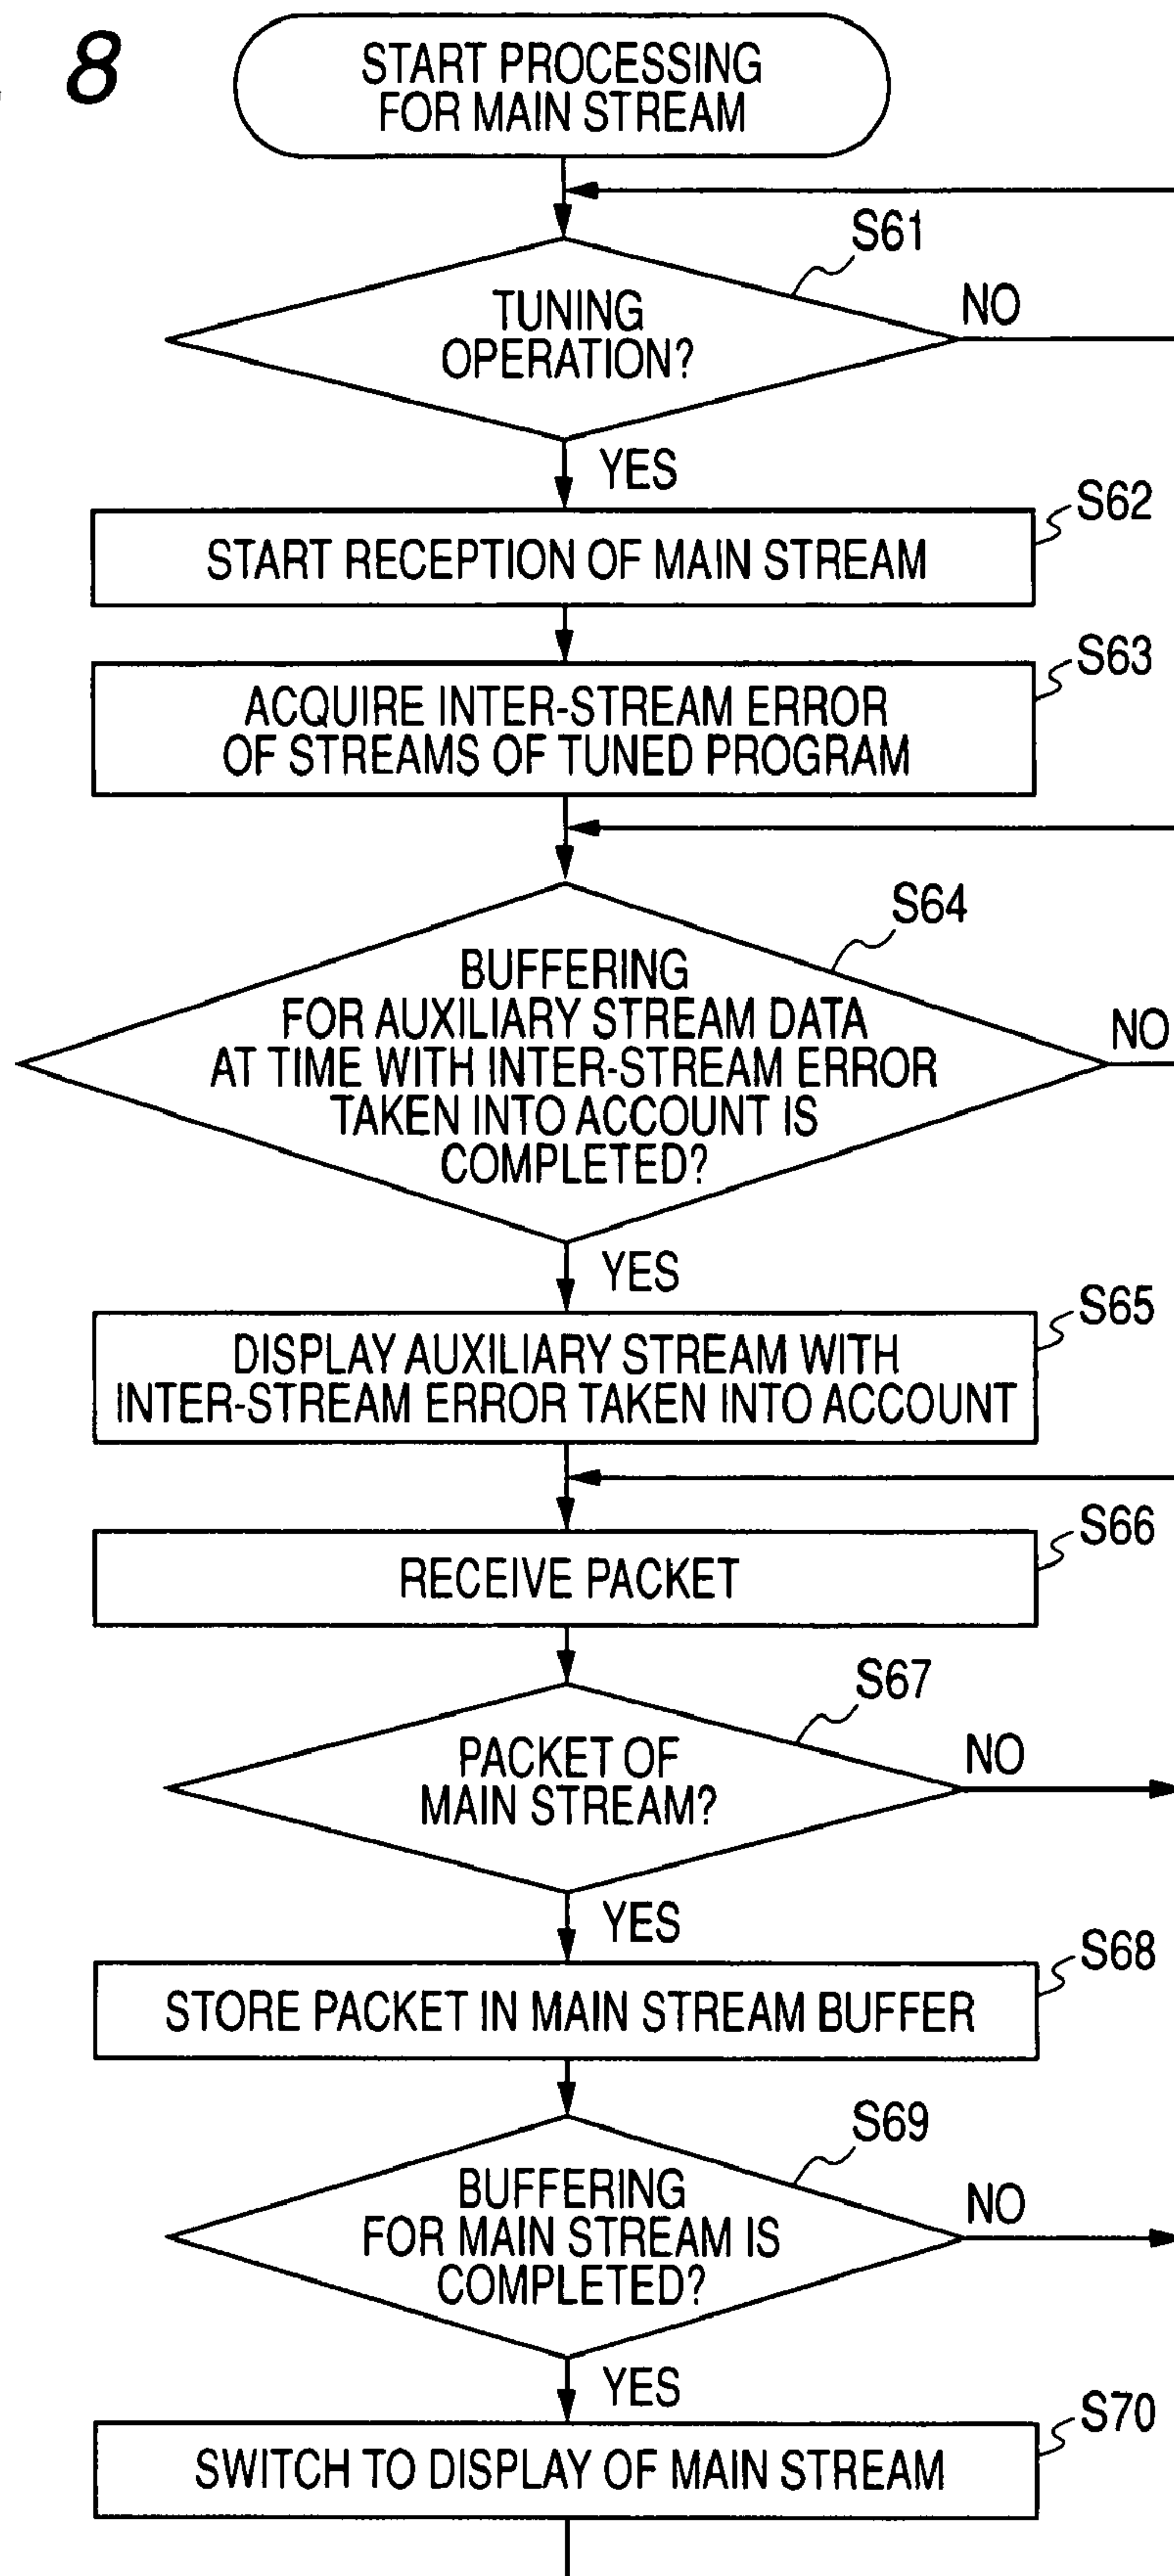 8
START PROCESSING
FOR MAIN STREAM
S61
TUNING
OPERATION?
NO
YES
S62
START RECEPTION OF MAIN STREAM
S63
ACQUIRE INTER-STREAM ERROR
OF STREAMS OF TUNED PROGRAM
S64
BUFFERING
FOR AUXILIARY STREAM DATA
AT TIME WITH INTER-STREAM ERROR
TAKEN INTO ACCOUNT IS
COMPLETED?
NO
YES
S65
DISPLAY AUXILIARY STREAM WITH
INTER-STREAM ERROR TAKEN INTO ACCOUNT
S66
RECEIVE PACKET
S67
PACKET OF
MAIN STREAM?
NO
YES
S68
STORE PACKET IN MAIN STREAM BUFFER
S69
BUFFERING
FOR MAIN STREAM IS
COMPLETED?
NO
YES
S70
SWITCH TO DISPLAY OF MAIN STREAM